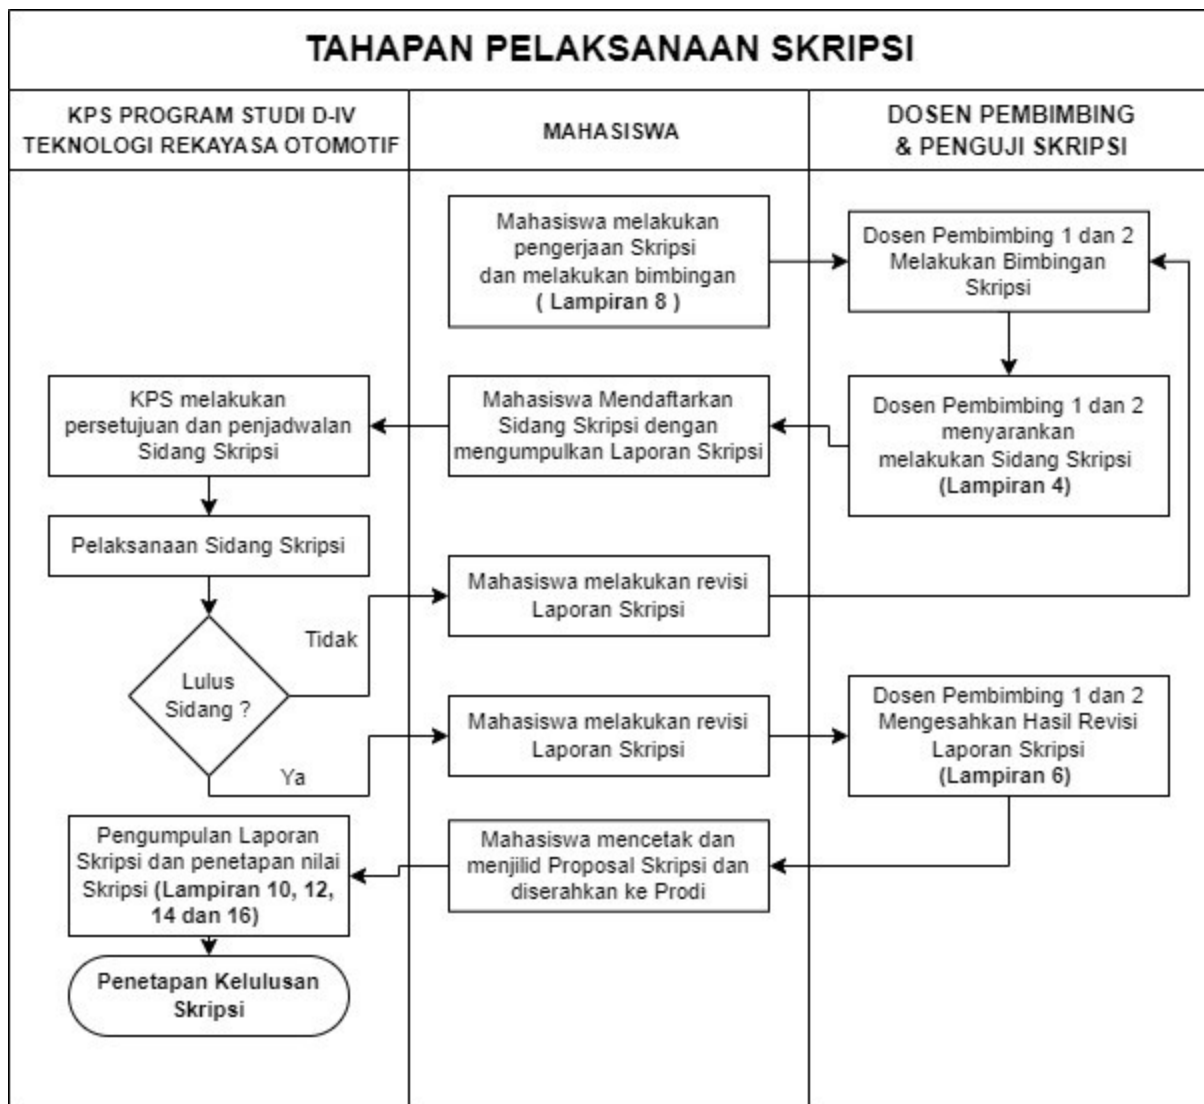 TAHAPAN PELAKSANAAN SKRIPSI
KPS PROGRAM STUDI D-IV
TEKNOLOGI REKAYASA OTOMOTIF
MAHASISWA
DOSEN PEMBIMBING
& PENGUJI SKRIPSI
Mahasiswa melakukan
pengerjaan Skripsi
dan melakukan bimbingan
( Lampiran 8 )
Dosen Pembimbing 1 dan 2
Melakukan Bimbingan
Skripsi
Dosen Pembimbing 1 dan 2
menyarankan
melakukan Sidang Skripsi
(Lampiran 4)
Mahasiswa Mendaftarkan
Sidang Skripsi dengan
mengumpulkan Laporan Skripsi
KPS melakukan
persetujuan dan penjadwalan
Sidang Skripsi
Pelaksanaan Sidang Skripsi
Lulus
Sidang ?
Tidak
Mahasiswa melakukan revisi
Laporan Skripsi
Ya
Mahasiswa melakukan revisi
Laporan Skripsi
Dosen Pembimbing 1 dan 2
Mengesahkan Hasil Revisi
Laporan Skripsi
(Lampiran 6)
Mahasiswa mencetak dan
menjilid Proposal Skripsi dan
diserahkan ke Prodi
Pengumpulan Laporan
Skripsi dan penetapan nilai
Skripsi (Lampiran 10, 12,
14 dan 16)
Penetapan Kelulusan
Skripsi